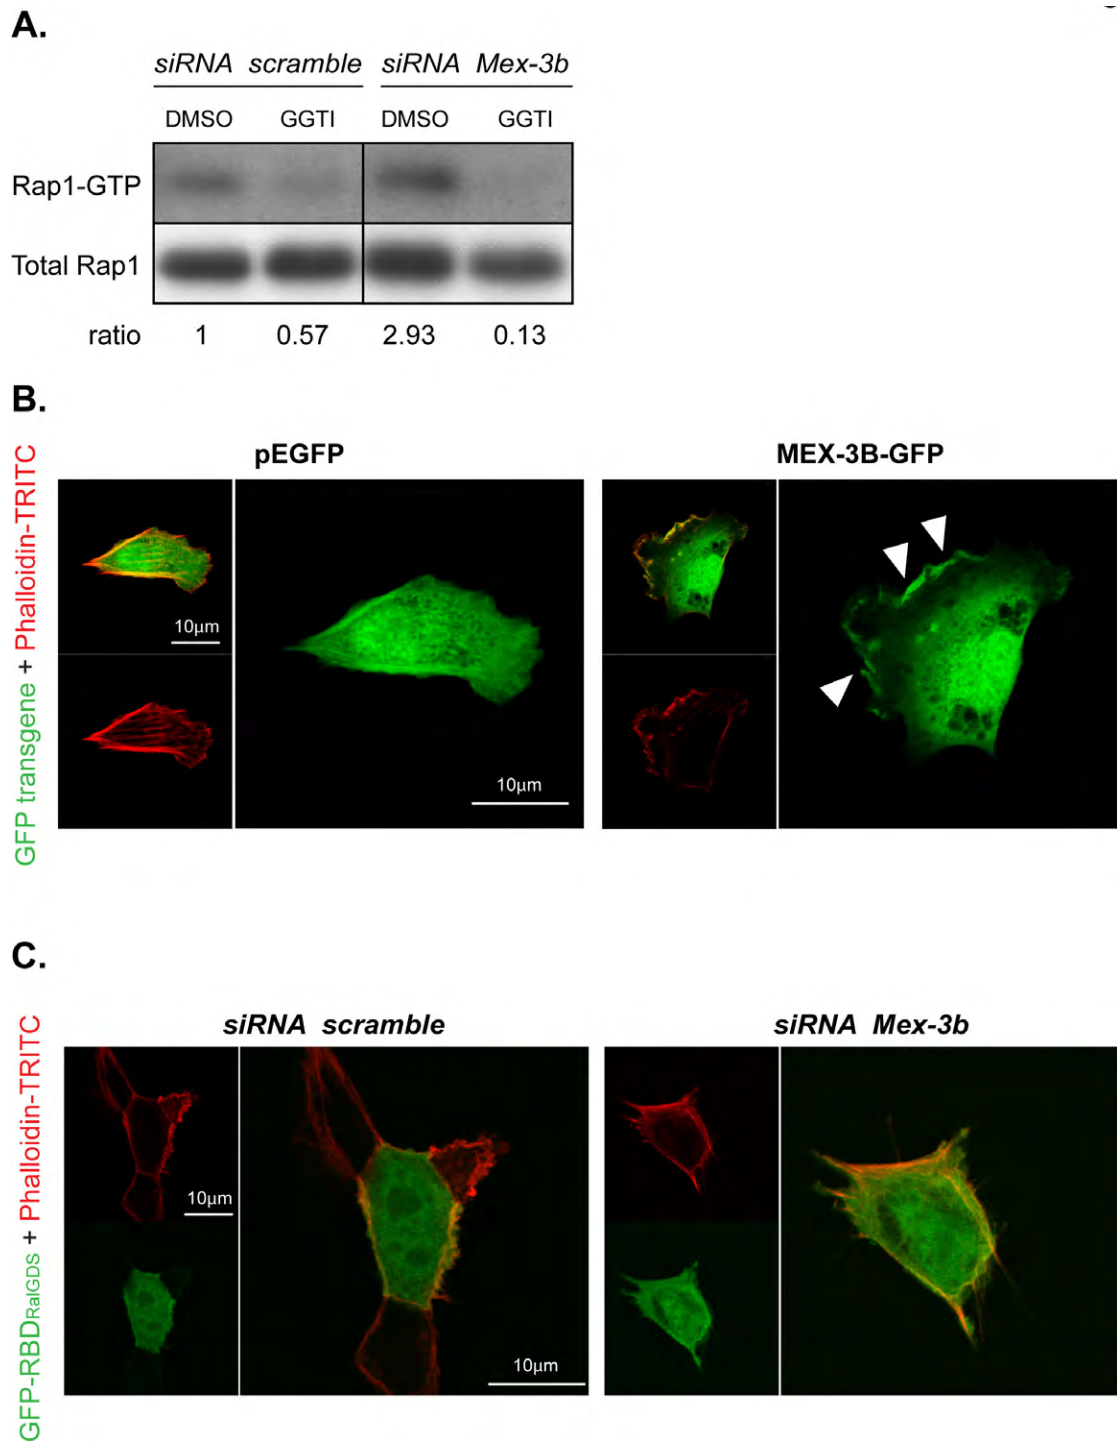 A.
siRNA scramble siRNA Mex-3b
DMSO GGTI DMSO GGTI
Rap1-GTP
Total Rap1
ratio 1 0.57 2.93 0.13
B.
GFP transgene + Phalloidin-TRITC
pEGFP MEX-3B-GFP
10µm
10µm
C.
GFP-RBDRalGDS + Phalloidin-TRITC
siRNA scramble siRNA Mex-3b
10µm
10µm